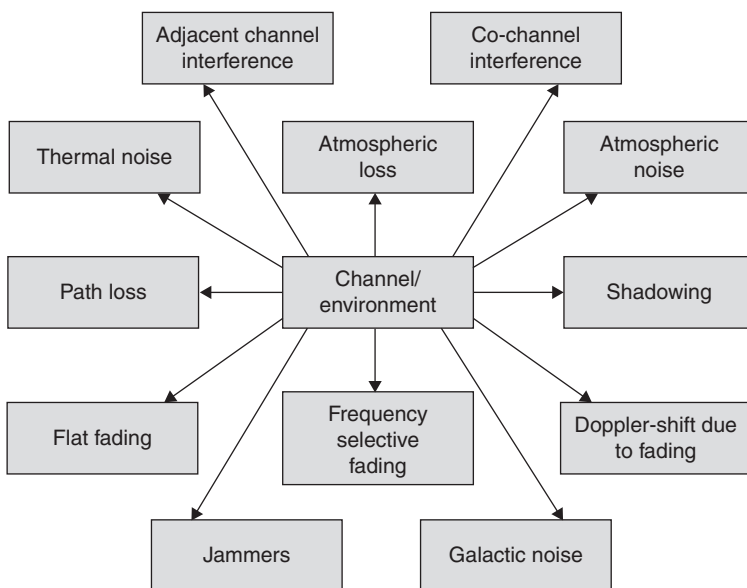 Adjacent channel
interference
Co-channel
interference
Thermal noise
Atmospheric
loss
Atmospheric
noise
Path loss
Channel/
environment
Shadowing
Flat fading
Frequency
selective
fading
Doppler-shift due
to fading
Jammers
Galactic noise